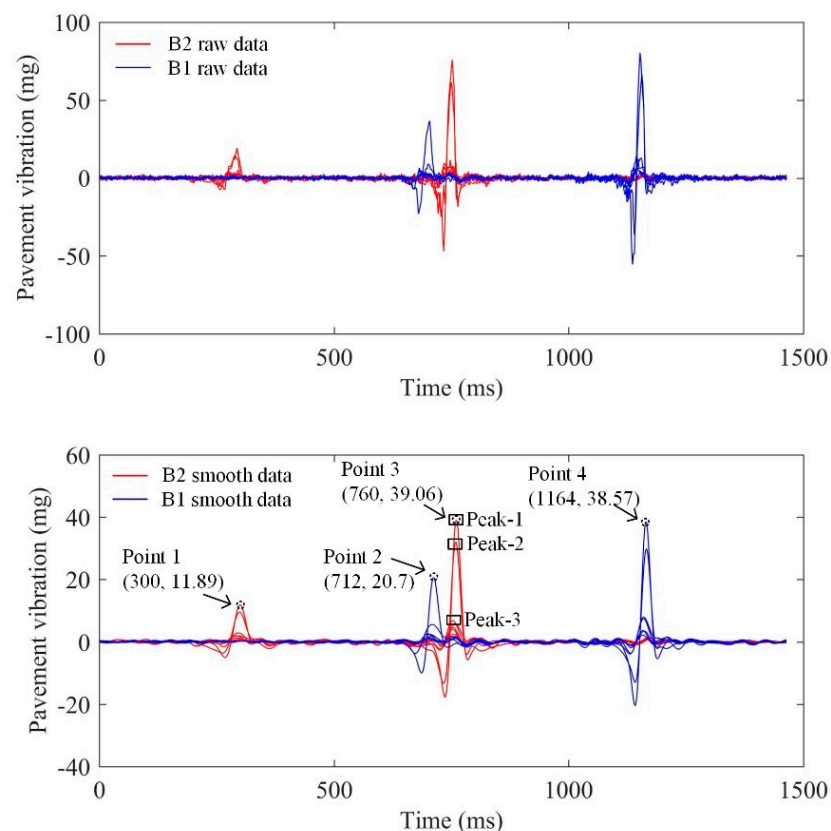 100
B2 raw data
B1 raw data
50
0
-50
-100
Pavement vibration (mg)
0 500 1000 1500
Time (ms)
60
B2 smooth data
B1 smooth data
Point 3
(760, 39.06)
Point 4
(1164, 38.57)
40
Pcak-1
Peak-2
Point 1
(300, 11.89)
Point 2
(712, 20.7)
20
Peak-3
0
-20
-40
Pavement vibration (mg)
0 500 1000 1500
Time (ms)